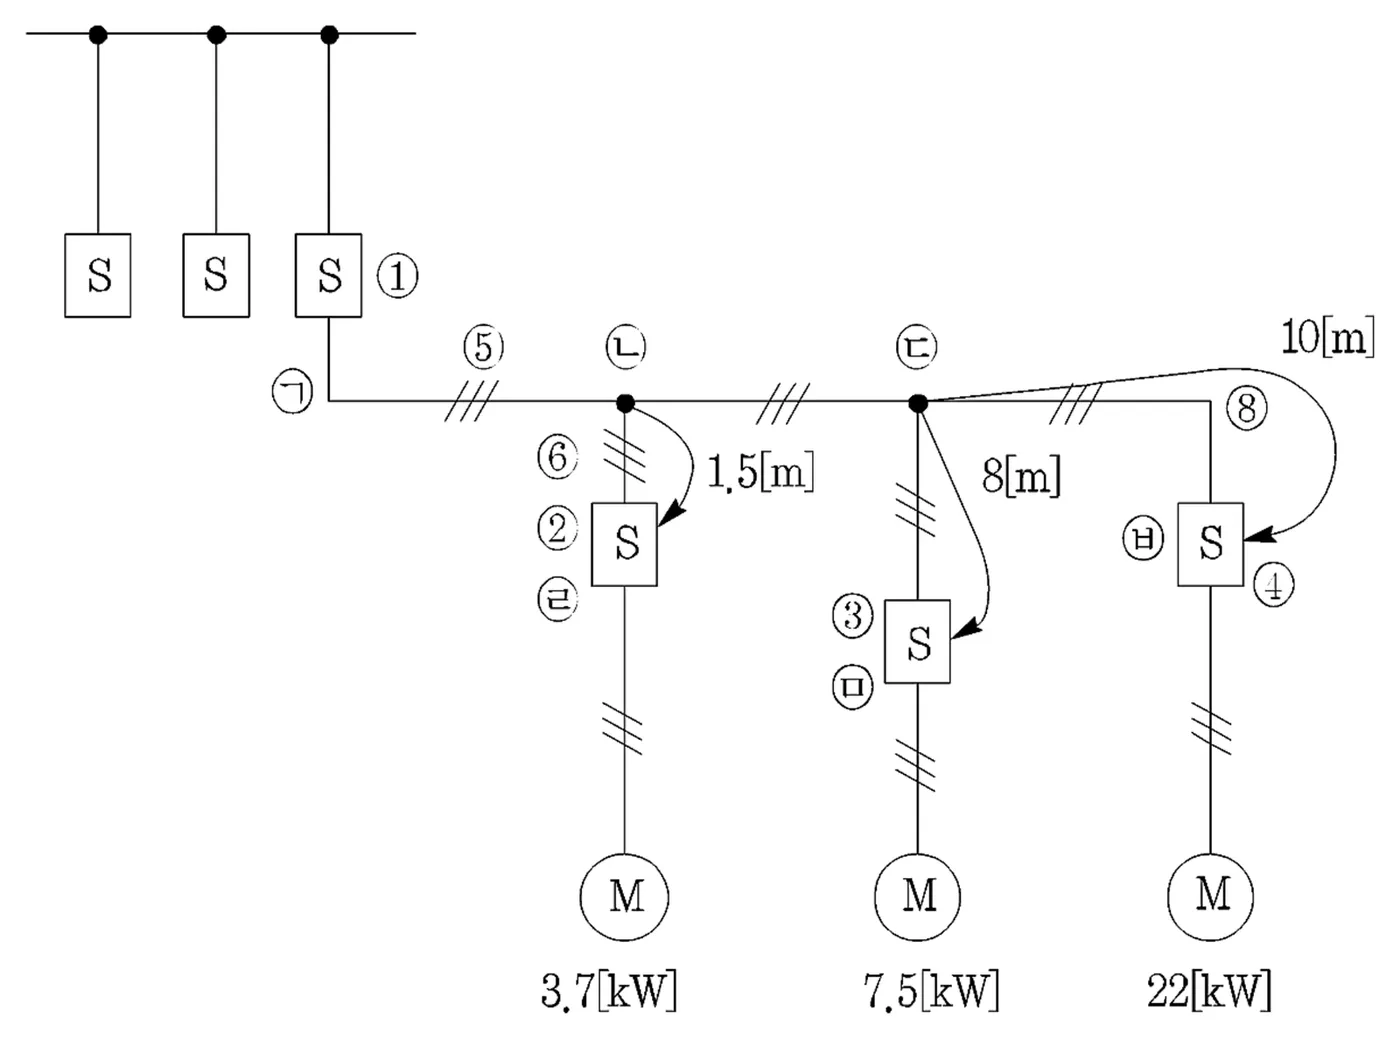 S
S
S
①
㉠
⑤
㉡
㉢
10[m]
⑧
⑥
1.5[m]
8[m]
②
S
㉣
③
S
㉤
㉥
S
④
M
M
M
3.7[kW]
7.5[kW]
22[kW]